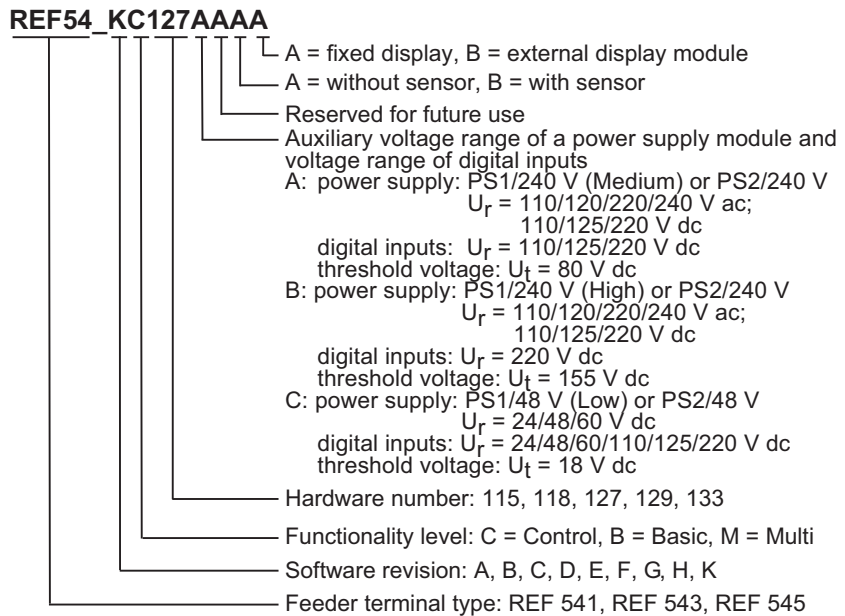 REF54_KC127AAAA
A = fixed display, B = external display module
A = without sensor, B = with sensor
Reserved for future use
Auxiliary voltage range of a power supply module and
voltage range of digital inputs
A: power supply: PS1/240 V (Medium) or PS2/240 V
Ur = 110/120/220/240 V ac;
110/125/220 V dc
digital inputs: Ur = 110/125/220 V dc
threshold voltage: Ut = 80 V dc
B: power supply: PS1/240 V (High) or PS2/240 V
Ur = 110/120/220/240 V ac;
110/125/220 V dc
digital inputs: Ur = 220 V dc
threshold voltage: Ut = 155 V dc
C: power supply: PS1/48 V (Low) or PS2/48 V
Ur = 24/48/60 V dc
digital inputs: Ur = 24/48/60/110/125/220 V dc
threshold voltage: Ut = 18 V dc
Hardware number: 115, 118, 127, 129, 133
Functionality level: C = Control, B = Basic, M = Multi
Software revision: A, B, C, D, E, F, G, H, K
Feeder terminal type: REF 541, REF 543, REF 545